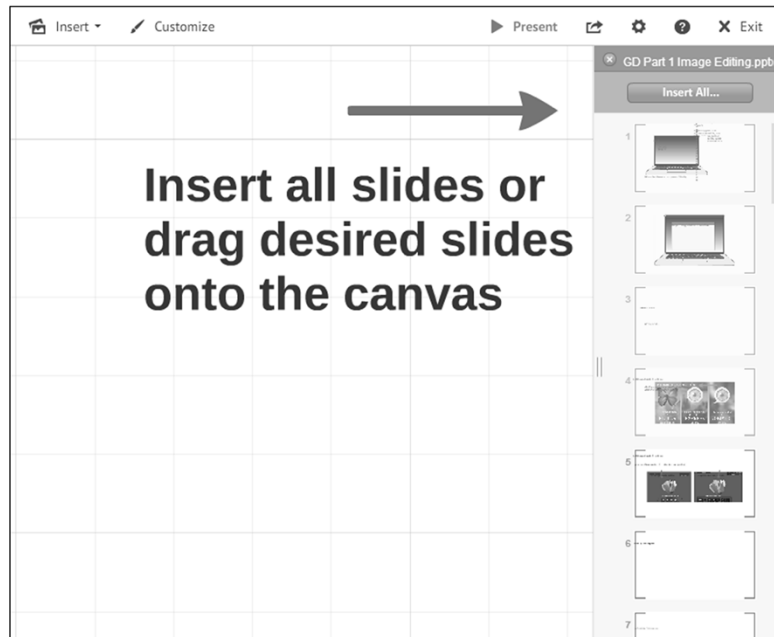 Insert Customize Present Exit
GD Part 1 Image Editing.ppt
Insert All...
Insert all slides or
drag desired slides
onto the canvas
1
2
3
4
5
6
7